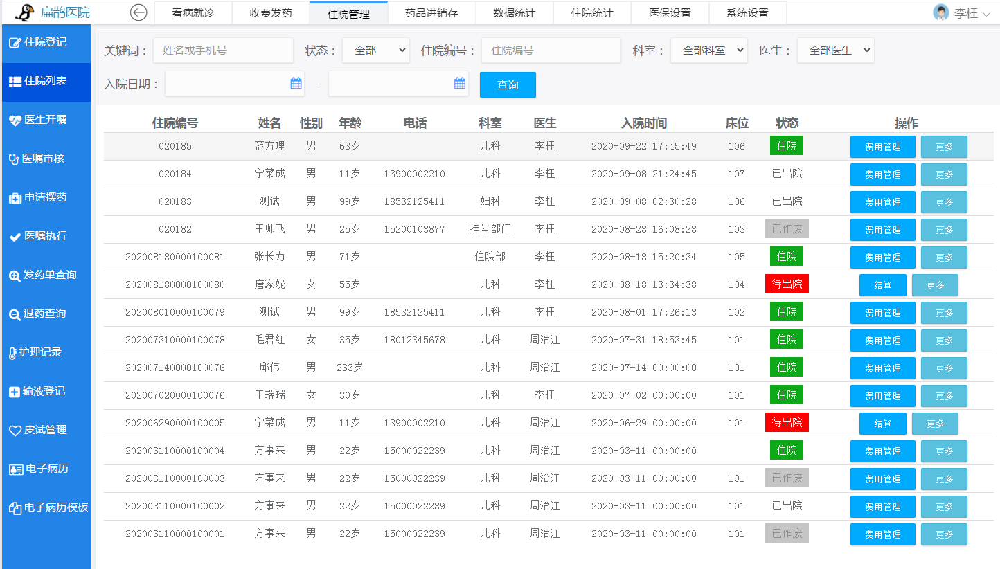 扁鹊医院 看病就诊 收费发药 住院管理 药品进销存 数据统计 住院统计 医保设置 系统设置 李枉
住院登记
住院列表
医生开嘱
医嘱审核
申请摆药
医嘱执行
发药单查询
退药查询
护理记录
输液登记
皮试管理
电子病历
电子病历模板
关键词： 姓名或手机号 状态： 全部 住院编号： 住院编号 科室： 全部科室 医生： 全部医生
入院日期： - 查询
住院编号 姓名 性别 年龄 电话 科室 医生 入院时间 床位 状态 操作
020185 蓝方理 男 63岁 儿科 李枉 2020-09-22 17:45:49 106 住院 费用管理 更多
020184 宁菜成 男 11岁 13900002210 儿科 李枉 2020-09-08 21:24:45 107 已出院 费用管理 更多
020183 测试 男 99岁 18532125411 妇科 李枉 2020-09-08 02:30:28 106 已出院 费用管理 更多
020182 王帅飞 男 25岁 15200103877 挂号部门 李枉 2020-08-28 16:08:28 103 已作废 费用管理 更多
202008180000100081 张长力 男 71岁 住院部 李枉 2020-08-18 15:20:34 105 住院 费用管理 更多
202008180000100080 唐家妮 女 55岁 儿科 李枉 2020-08-18 13:34:38 104 待出院 结算 更多
202008010000100079 测试 男 99岁 18532125411 儿科 李枉 2020-08-01 17:26:13 102 住院 费用管理 更多
202007310000100078 毛君红 女 35岁 18012345678 儿科 周治江 2020-07-31 18:53:45 101 住院 费用管理 更多
202007140000100076 邱伟 男 233岁 儿科 周治江 2020-07-14 00:00:00 101 住院 费用管理 更多
202007020000100076 王瑞瑞 女 30岁 儿科 李枉 2020-07-02 00:00:00 101 住院 费用管理 更多
202006290000100005 宁菜成 男 11岁 13900002210 儿科 周治江 2020-06-29 00:00:00 101 待出院 结算 更多
202003110000100004 方事来 男 22岁 15000022239 儿科 周治江 2020-03-11 00:00:00 住院 费用管理 更多
202003110000100003 方事来 男 22岁 15000022239 儿科 周治江 2020-03-11 00:00:00 101 已作废 费用管理 更多
202003110000100002 方事来 男 22岁 15000022239 儿科 周治江 2020-03-11 00:00:00 101 已出院 费用管理 更多
202003110000100001 方事来 男 22岁 15000022239 儿科 周治江 2020-03-11 00:00:00 101 已作废 费用管理 更多